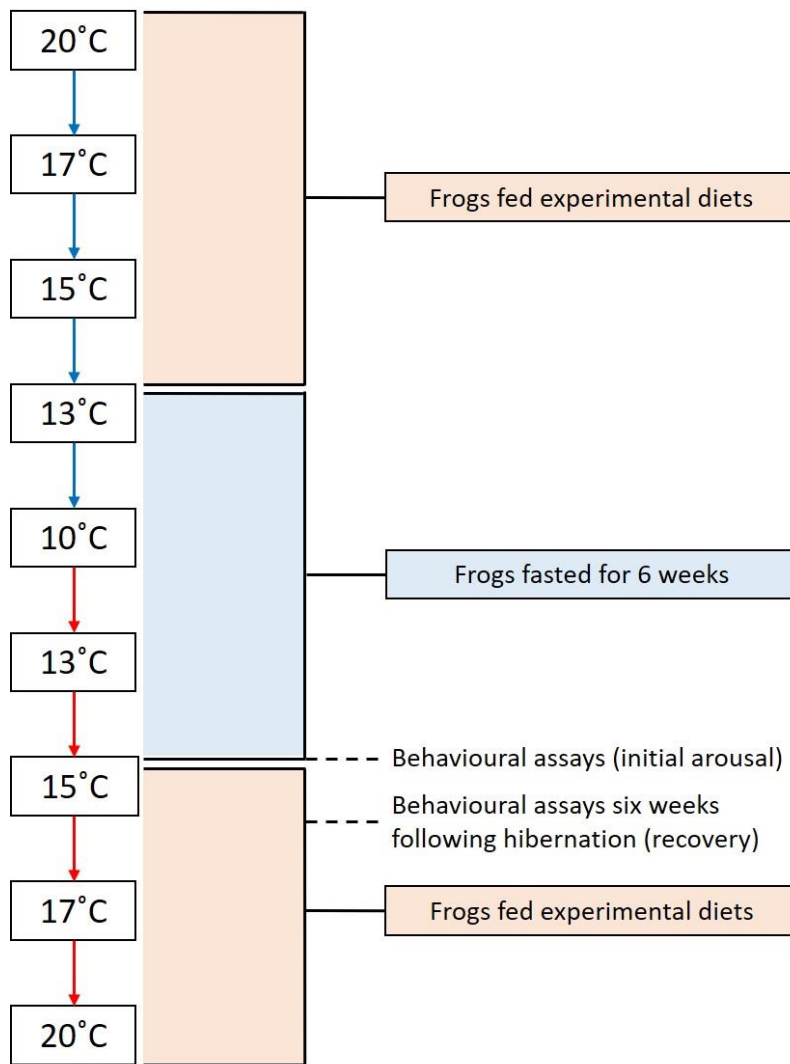 20˚C
17˚C
Frogs fed experimental diets
15˚C
13˚C
10˚C
Frogs fasted for 6 weeks
13˚C
Behavioural assays (initial arousal)
15˚C
Behavioural assays six weeks
following hibernation (recovery)
17˚C
Frogs fed experimental diets
20˚C